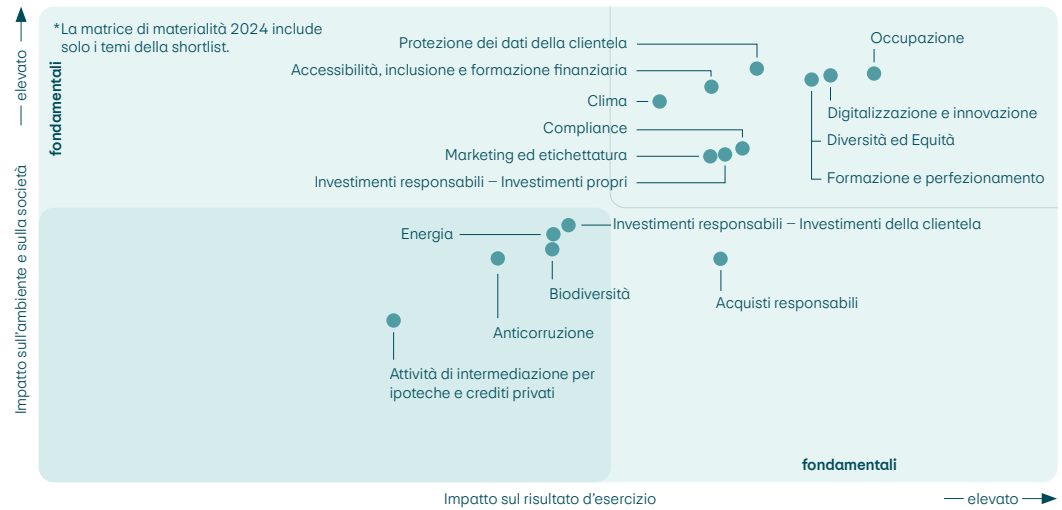 *La matrice di materialità 2024 include
solo i temi della shortlist.
elevato
fondamentali
Impatto sull'ambiente e sulla società
Protezione dei dati della clientela
Accessibilità, inclusione e formazione finanziaria
Clima
Compliance
Marketing ed etichettatura
Investimenti responsabili – Investimenti propri
Occupazione
Digitalizzazione e innovazione
Diversità ed Equità
Formazione e perfezionamento
Energia
Investimenti responsabili – Investimenti della clientela
Biodiversità
Acquisti responsabili
Anticorruzione
Attività di intermediazione per
ipoteche e crediti privati
fondamentali
Impatto sul risultato d'esercizio
elevato